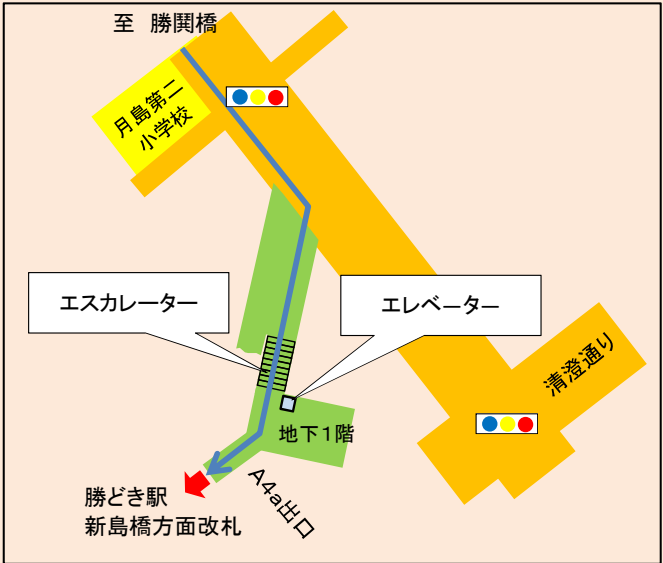 至 勝鬨橋
月島第二
小学校
エスカレーター
エレベーター
清澄通り
地下1階
A4a出口
勝どき駅
新島橋方面改札